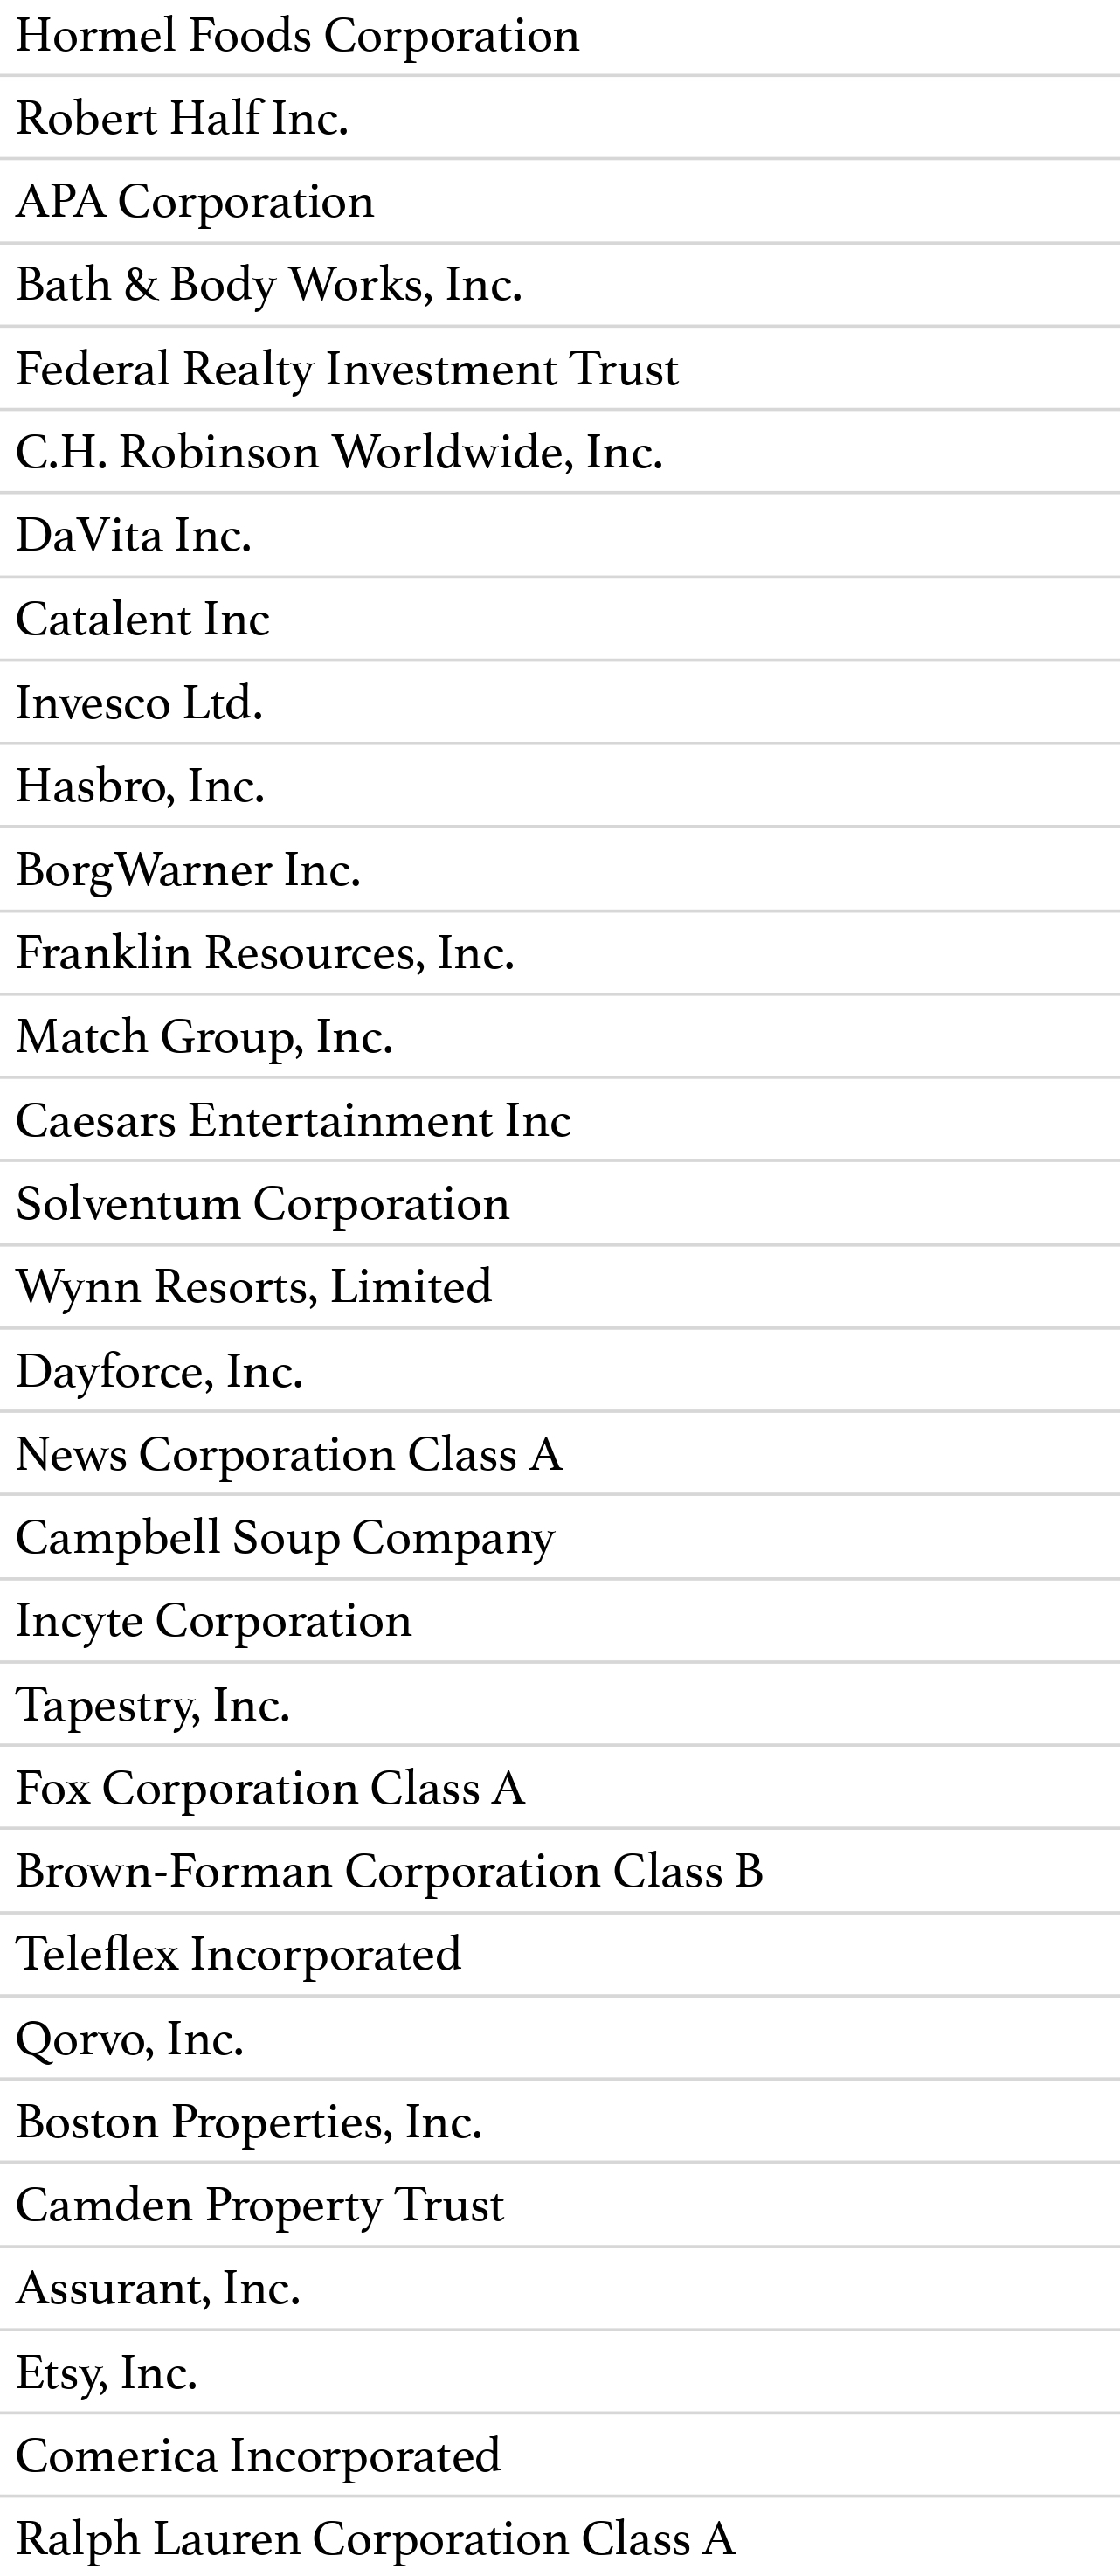 Hormel Foods Corporation
Robert Half Inc.
APA Corporation
Bath & Body Works, Inc.
Federal Realty Investment Trust
C.H. Robinson Worldwide, Inc.
DaVita Inc.
Catalent Inc
Invesco Ltd.
Hasbro, Inc.
BorgWarner Inc.
Franklin Resources, Inc.
Match Group, Inc.
Caesars Entertainment Inc
Solventum Corporation
Wynn Resorts, Limited
Dayforce, Inc.
News Corporation Class A
Campbell Soup Company
Incyte Corporation
Tapestry, Inc.
Fox Corporation Class A
Brown-Forman Corporation Class B
Teleflex Incorporated
Qorvo, Inc.
Boston Properties, Inc.
Camden Property Trust
Assurant, Inc.
Etsy, Inc.
Comerica Incorporated
Ralph Lauren Corporation Class A